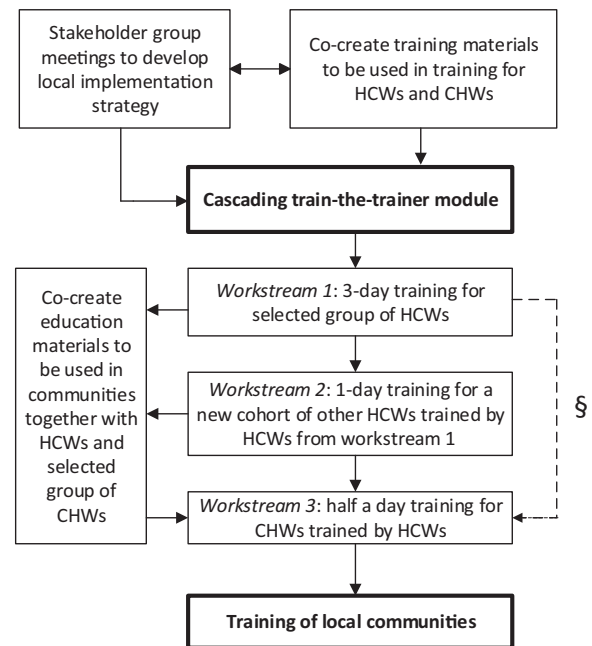 Stakeholder group
meetings to develop
local implementation
strategy
Co-create training materials
to be used in training for
HCWs and CHWs
Cascading train-the-trainer module
Workstream 1: 3-day training for
selected group of HCWs
Co-create
education
materials to
be used in
communities
together with
HCWs and
selected
group of
CHWs
Workstream 2: 1-day training for a
new cohort of other HCWs trained by
HCWs from workstream 1
§
Workstream 3: half a day training for
CHWs trained by HCWs
Training of local communities